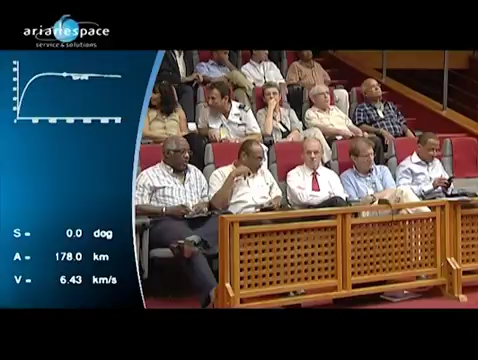 arianespace
service & solutions
S = 0.0 deg
A = 178.0 km
V = 6.43 km/s